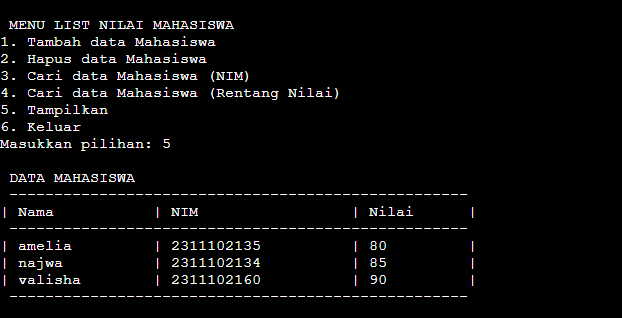 MENU LIST NILAI MAHASISWA
1. Tambah data Mahasiswa
2. Hapus data Mahasiswa
3. Cari data Mahasiswa (NIM)
4. Cari data Mahasiswa (Rentang Nilai)
5. Tampilkan
6. Keluar
Masukkan pilihan: 5
DATA MAHASISWA
---------------------------------------------------
| Nama           | NIM                 | Nilai      |
---------------------------------------------------
| amelia         | 2311102135          | 80         |
| najwa          | 2311102134          | 85         |
| valisha        | 2311102160          | 90         |
---------------------------------------------------